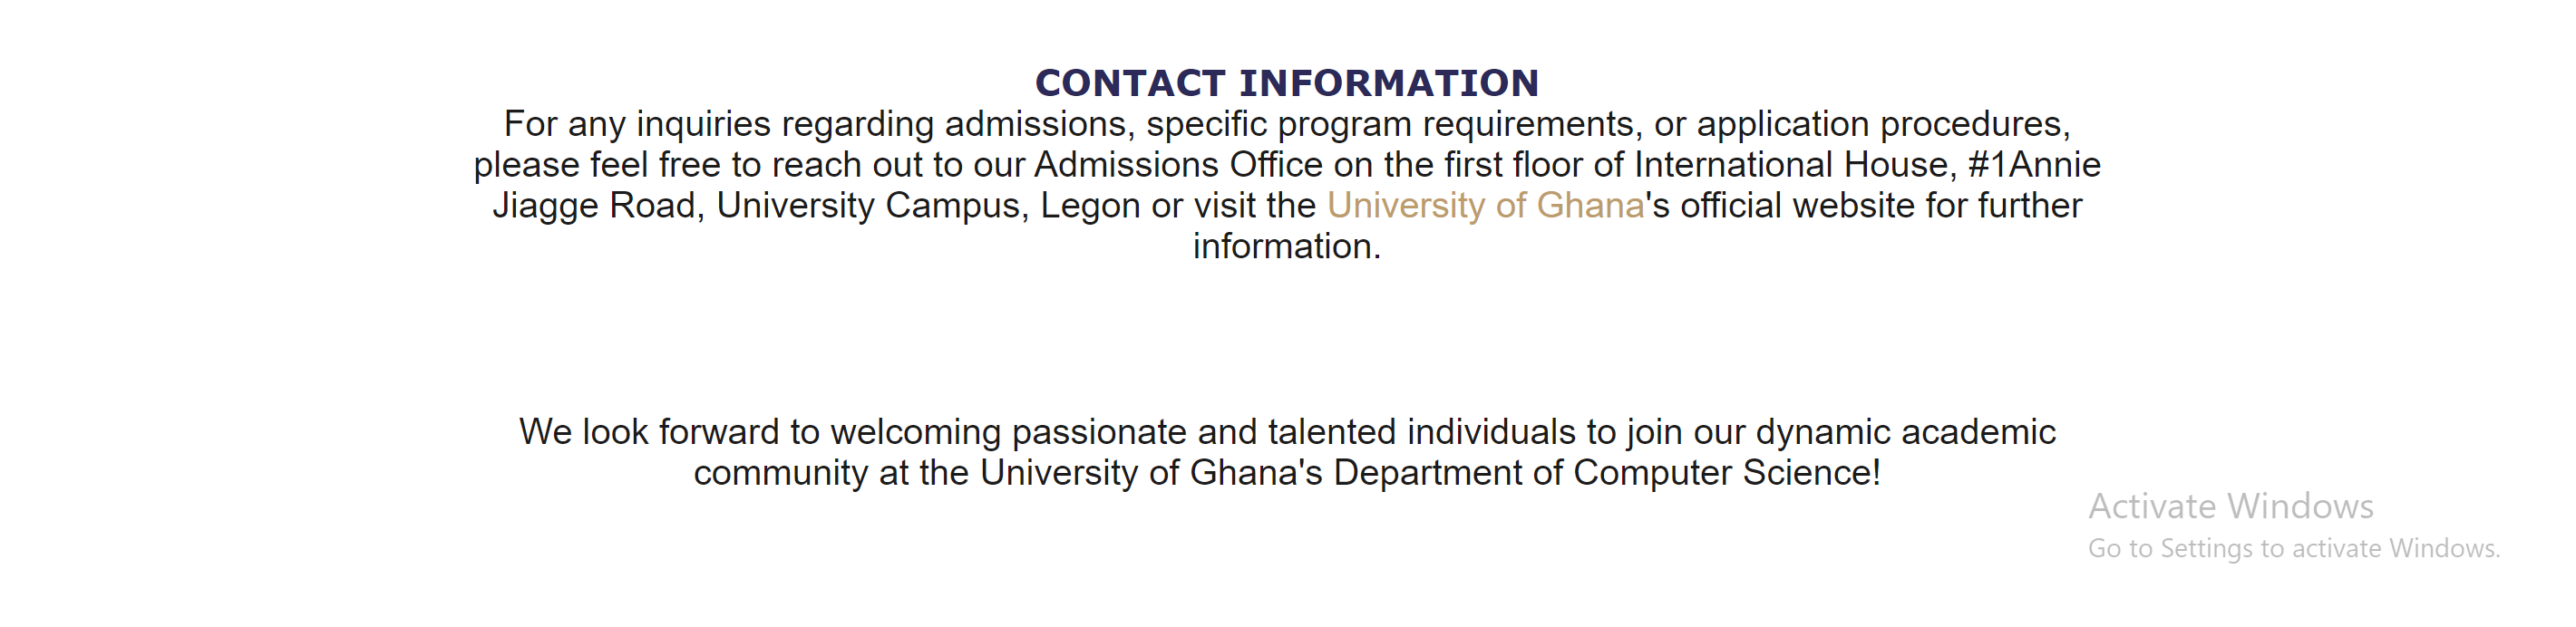 CONTACT INFORMATION
For any inquiries regarding admissions, specific program requirements, or application procedures,
please feel free to reach out to our Admissions Office on the first floor of International House, #1Annie
Jiagge Road, University Campus, Legon or visit the University of Ghana's official website for further
information.
We look forward to welcoming passionate and talented individuals to join our dynamic academic
community at the University of Ghana's Department of Computer Science!
Activate Windows
Go to Settings to activate Windows.